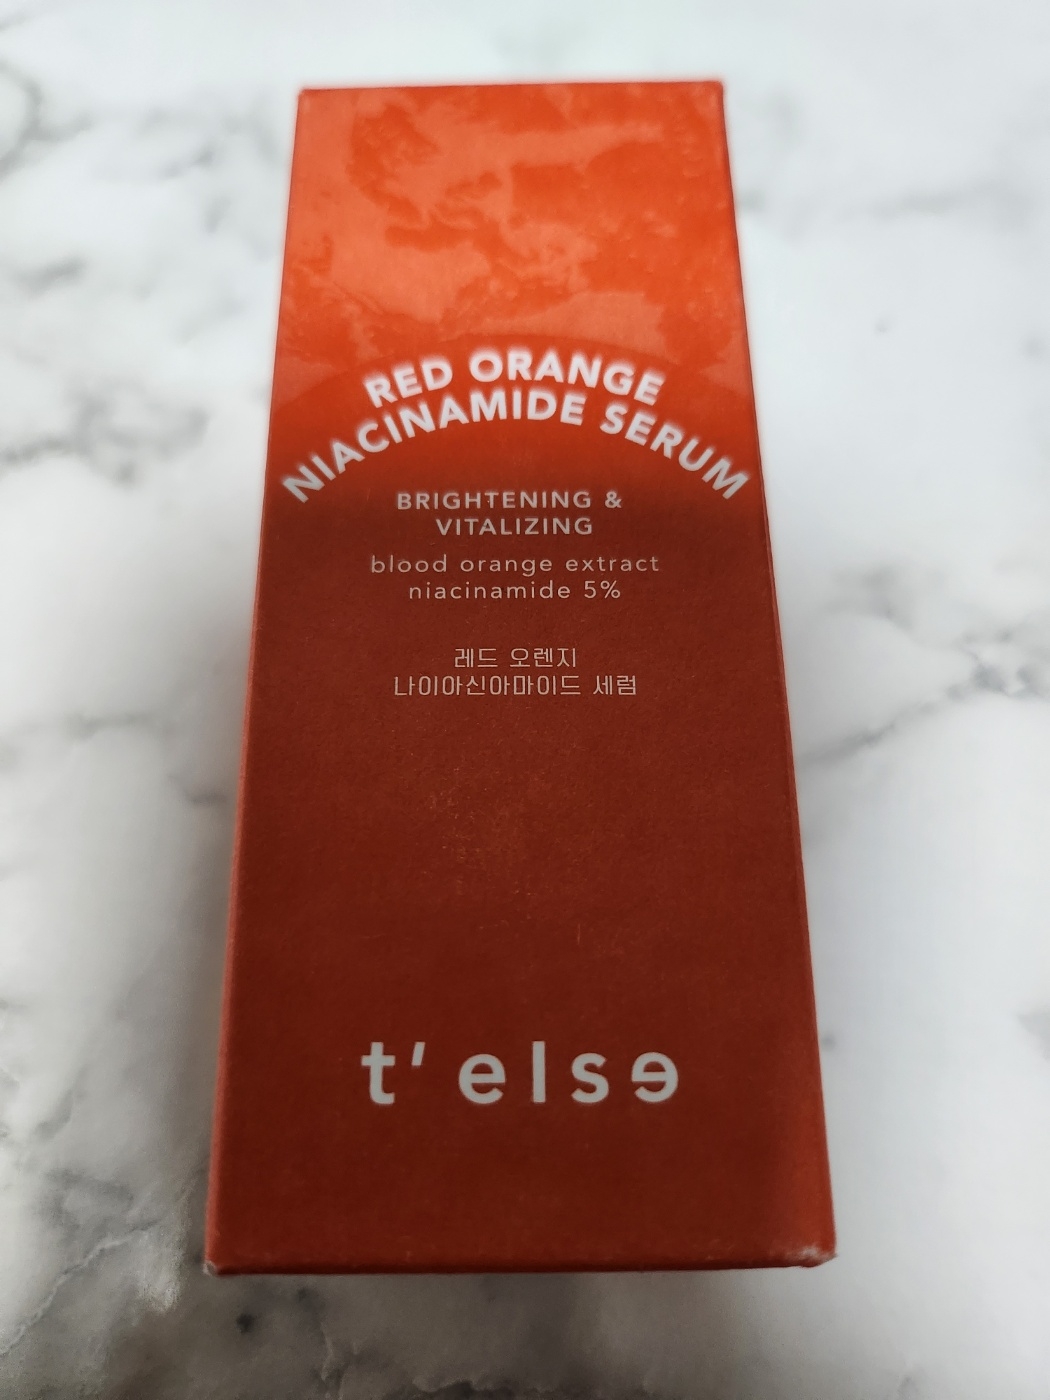 RED ORANGE
NIACINAMIDE SERUM
BRIGHTENING &
VITALIZING
blood orange extract
niacinamide 5%
레드 오렌지
나이아신아마이드 세럼
t' else